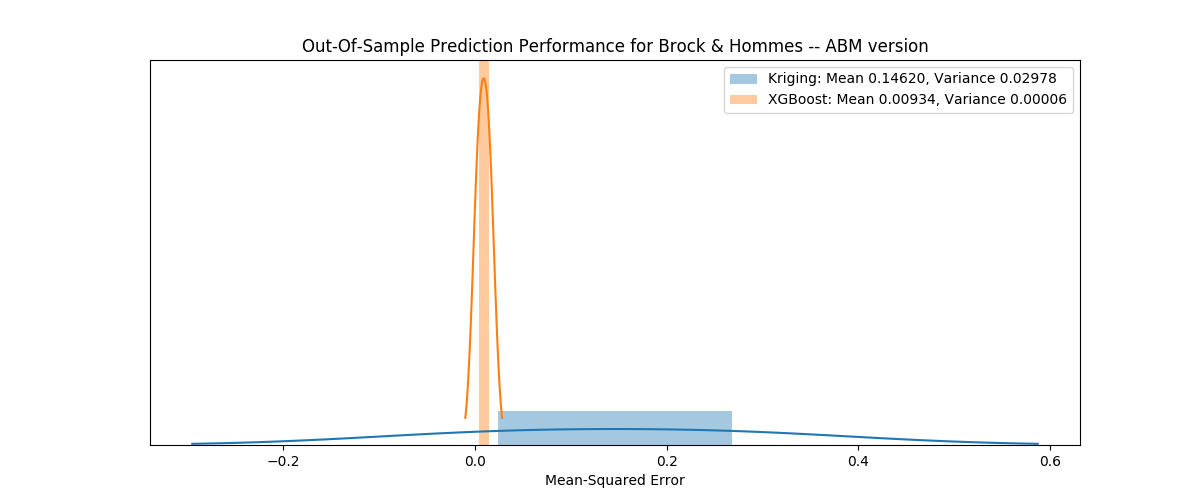 Out-Of-Sample Prediction Performance for Brock & Hommes -- ABM version
Kriging: Mean 0.14620, Variance 0.02978
XGBoost: Mean 0.00934, Variance 0.00006
−0.2 0.0 0.2 0.4 0.6
Mean-Squared Error